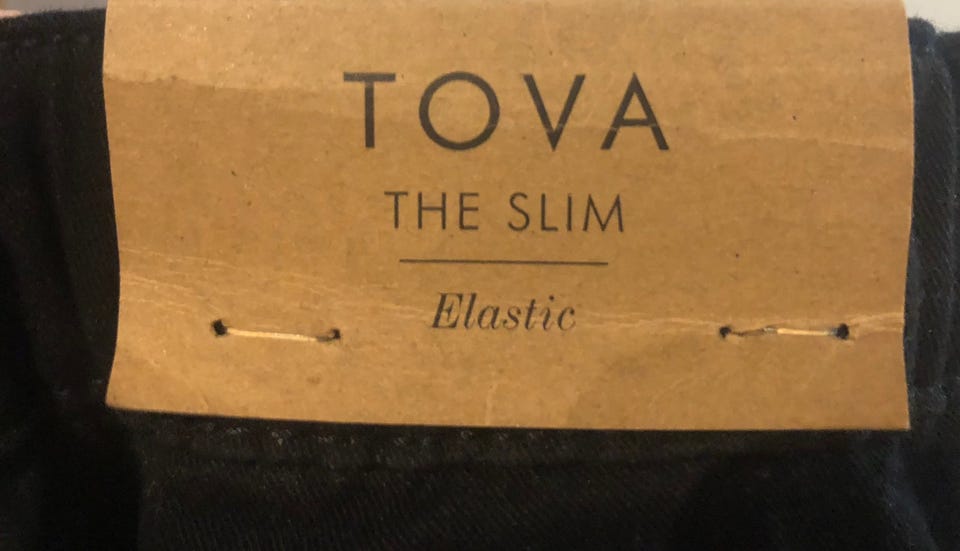 TOVA
THE SLIM
Elastic